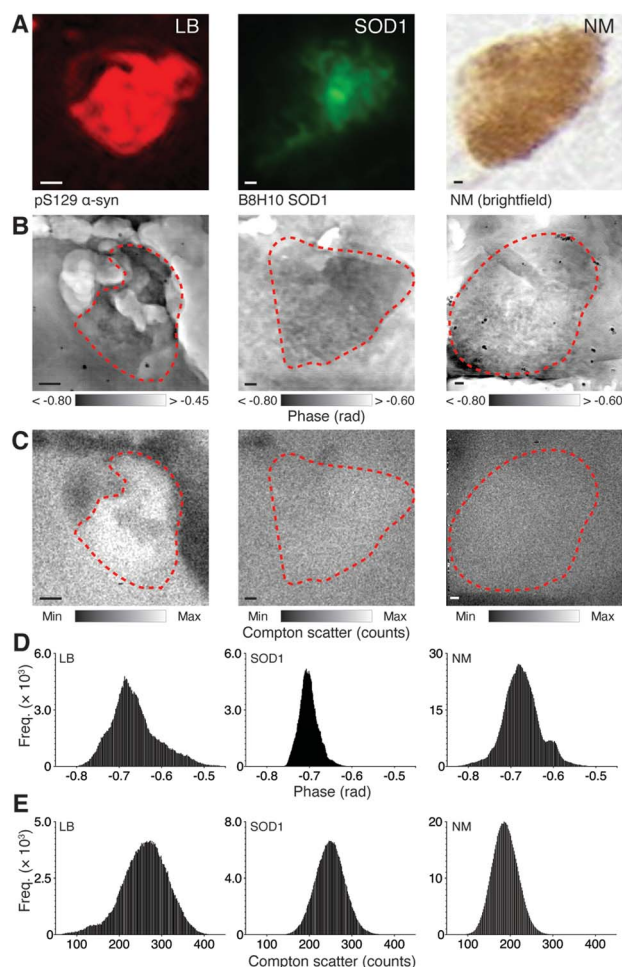 A
LB
SOD1
NM
pS129 α-syn
B8H10 SOD1
NM (brightfield)
B
< -0.80 > -0.45
< -0.80 > -0.60
< -0.80 > -0.60
Phase (rad)
C
Min Max
Min Max
Min Max
Compton scatter (counts)
D
LB
SOD1
NM
Freq. (× 10³)
6.0
3.0
0
6.0
3.0
0
30
15
0
-0.8 -0.7 -0.6 -0.5
-0.8 -0.7 -0.6 -0.5
-0.8 -0.7 -0.6 -0.5
Phase (rad)
E
LB
SOD1
NM
Freq. (× 10³)
5.0
2.5
0
8.0
4.0
0
20
10
0
100 200 300 400
100 200 300 400
100 200 300 400
Compton scatter (counts)